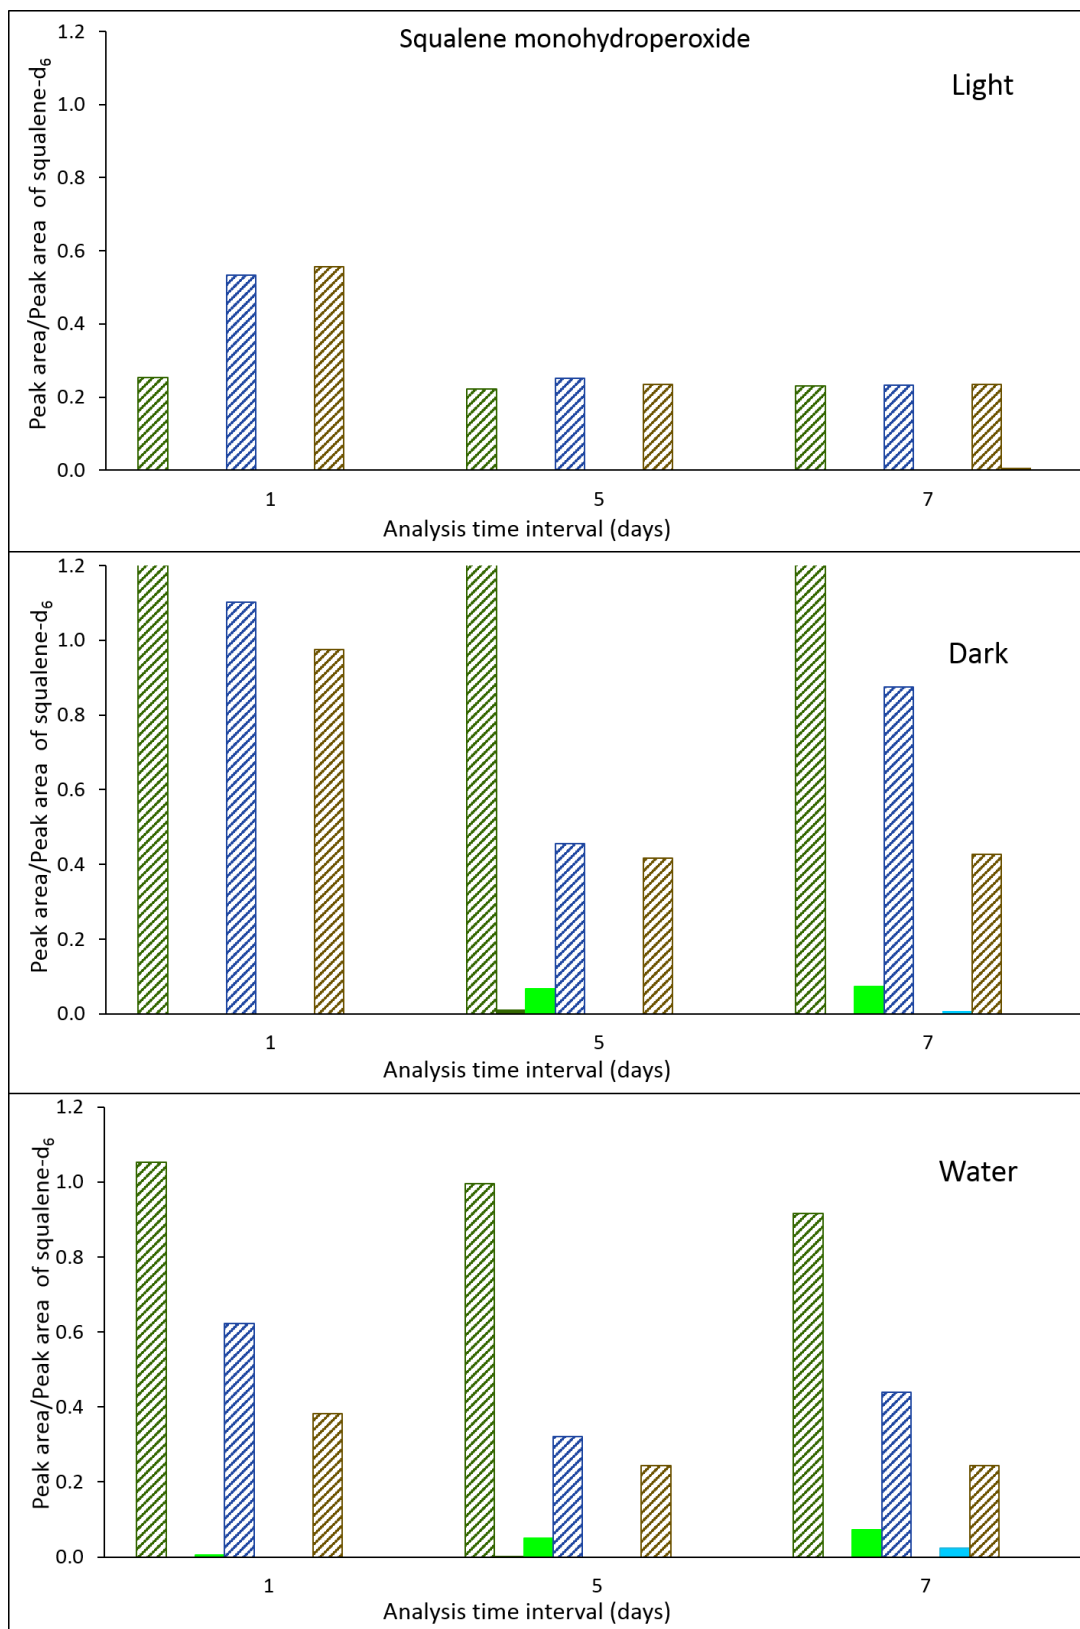 Squalene monohydroperoxide
Light
Peak area/Peak area of squalene-d₆
1.2
1.0
0.8
0.6
0.4
0.2
0.0
1 5 7
Analysis time interval (days)
Dark
Peak area/Peak area of squalene-d₆
1.2
1.0
0.8
0.6
0.4
0.2
0.0
1 5 7
Analysis time interval (days)
Water
Peak area/Peak area of squalene-d₆
1.2
1.0
0.8
0.6
0.4
0.2
0.0
1 5 7
Analysis time interval (days)